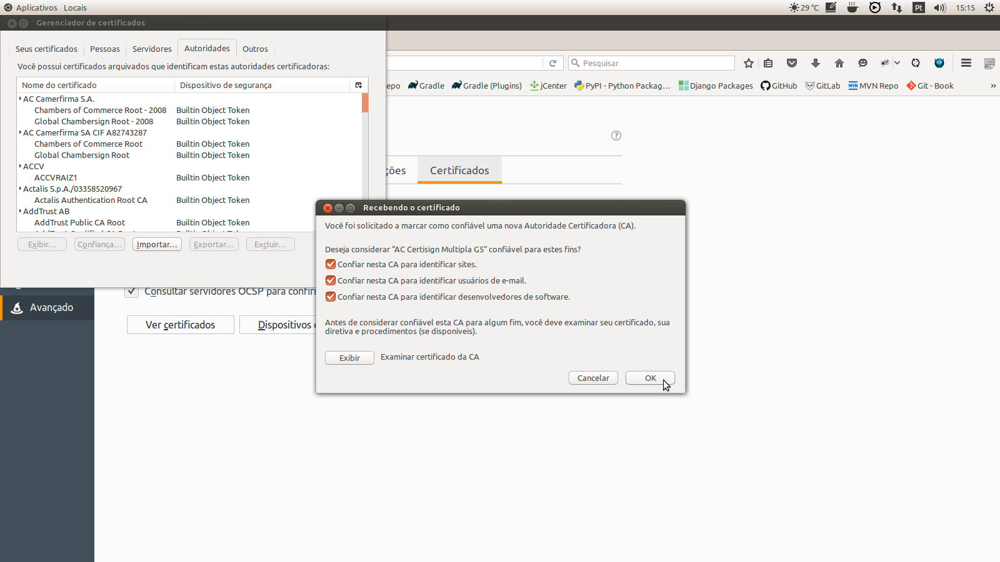 Aplicativos Locais
29 °C Pt 15:15
Gerenciador de certificados
Seus certificados Pessoas Servidores Autoridades Outros
Você possui certificados arquivados que identificam estas autoridades certificadoras:
Nome do certificado Dispositivo de segurança
AC Camerfirma S.A.
Chambers of Commerce Root - 2008 Builtin Object Token
Global Chambersign Root - 2008 Builtin Object Token
AC Camerfirma SA CIF A82743287
Chambers of Commerce Root Builtin Object Token
Global Chambersign Root Builtin Object Token
ACCV
ACCVRAIZ1 Builtin Object Token
Actalis S.p.A./03358520967
Actalis Authentication Root CA Builtin Object Token
AddTrust AB
AddTrust Public CA Root Builtin Object Token
Exibir... Confiança... Importar... Exportar... Excluir...
Pesquisar
epo Gradle Gradle (Plugins) jCenter PyPI - Python Packag... Django Packages GitHub GitLab MVN MVN Repo Git - Book »
?
ções Certificados
Recebendo o certificado
Você foi solicitado a marcar como confiável uma nova Autoridade Certificadora (CA).
Deseja considerar “AC Certisign Multipla G5” confiável para estes fins?
Confiar nesta CA para identificar sites.
Confiar nesta CA para identificar usuários de e-mail.
Confiar nesta CA para identificar desenvolvedores de software.
Antes de considerar confiável esta CA para algum fim, você deve examinar seu certificado, sua
diretiva e procedimentos (se disponíveis).
Exibir Examinar certificado da CA
Cancelar OK
Consultar servidores OCSP para confir
Avançado
Ver certificados Dispositivos